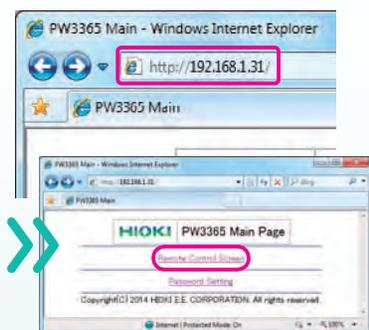 PW3365 Main - Windows Internet Explorer
http://192.168.1.31/
PW3365 Main
PW3365 Main - Windows Internet Explorer
PW3365 Main
HIOKI PW3365 Main Page
Remote Control Screen
Password Setting
Copyright(C) 2014 HIOKI E.E. CORPORATION. All rights reserved.
Internet | Protected Mode: On